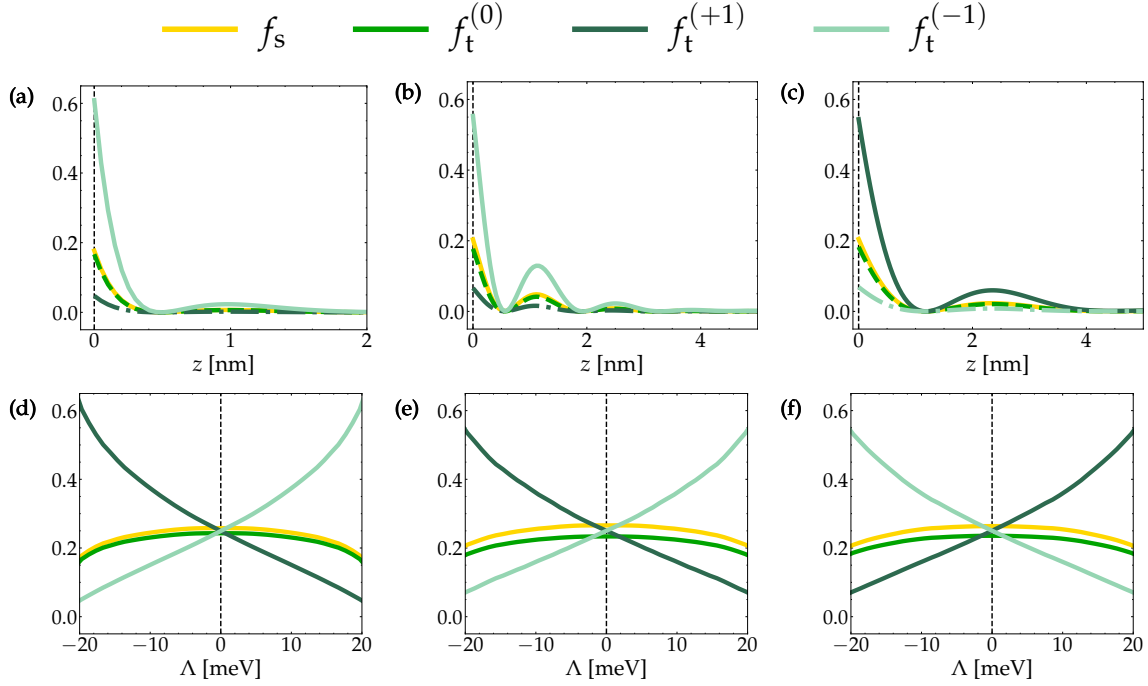 f_s f_t^(0) f_t^(+1) f_t^(-1)
(a) (b) (c)
0.6 0.6 0.6
0.4 0.4 0.4
0.2 0.2 0.2
0.0 0.0 0.0
0 1 2 0 2 4 0 2 4
z [nm] z [nm] z [nm]
(d) (e) (f)
0.6 0.6 0.6
0.4 0.4 0.4
0.2 0.2 0.2
0.0 0.0 0.0
−20 −10 0 10 20 −20 −10 0 10 20 −20 −10 0 10 20
Λ [meV] Λ [meV] Λ [meV]